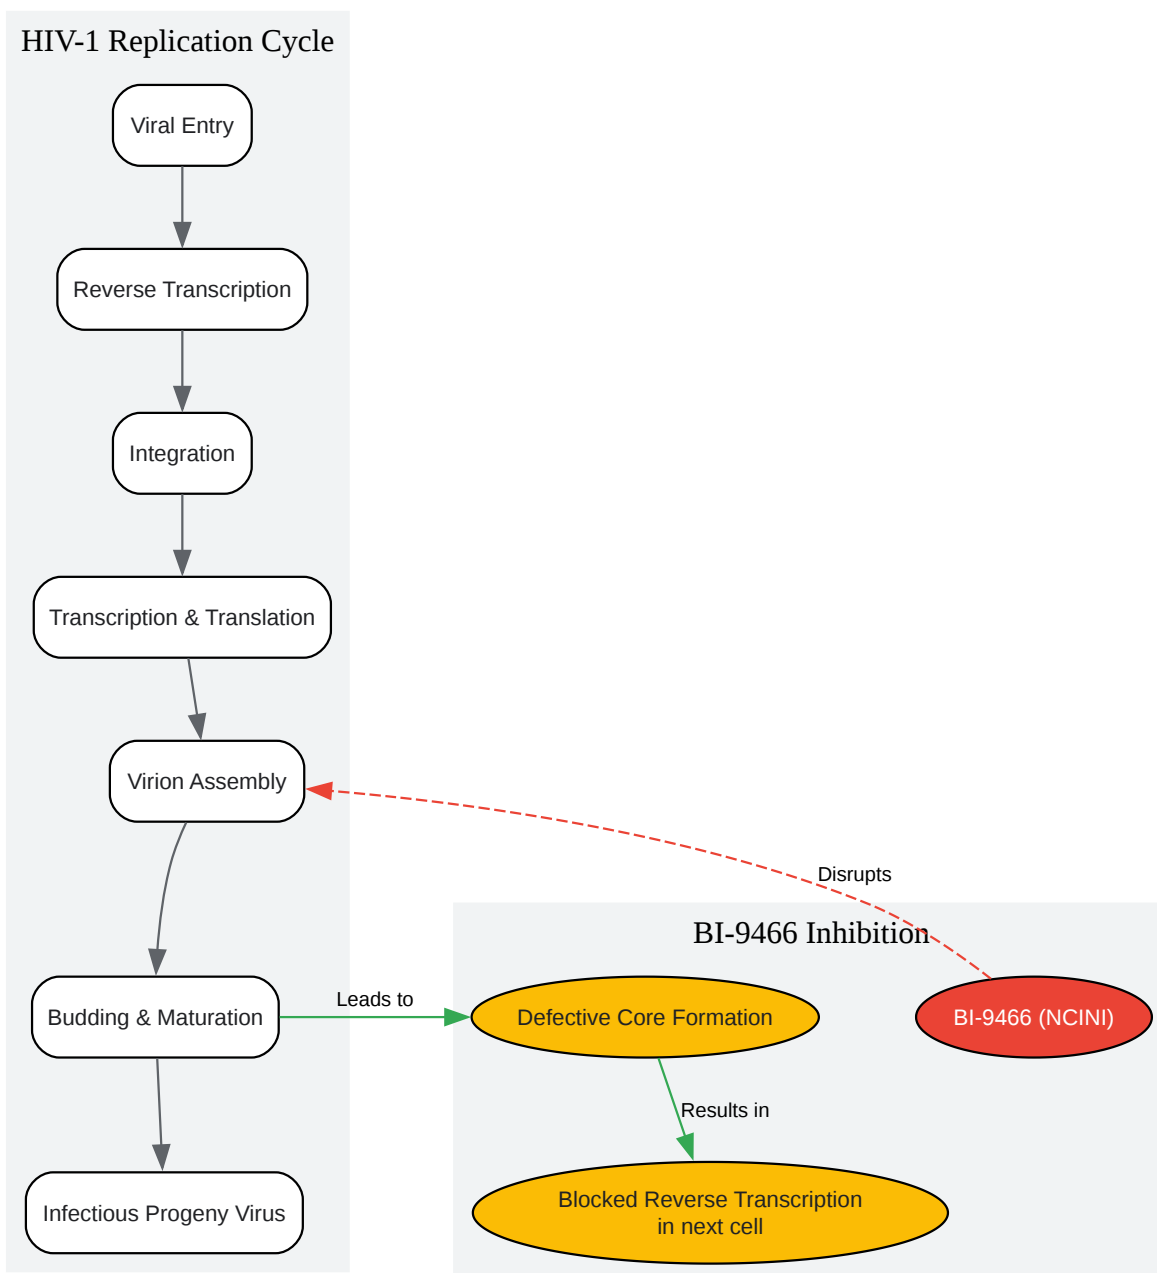 HIV-1 Replication Cycle
Viral Entry
Reverse Transcription
Integration
Transcription & Translation
Virion Assembly
Disrupts
BI-9466 Inhibition
Budding & Maturation
Leads to
Defective Core Formation
BI-9466 (NCINI)
Results in
Infectious Progeny Virus
Blocked Reverse Transcription
in next cell